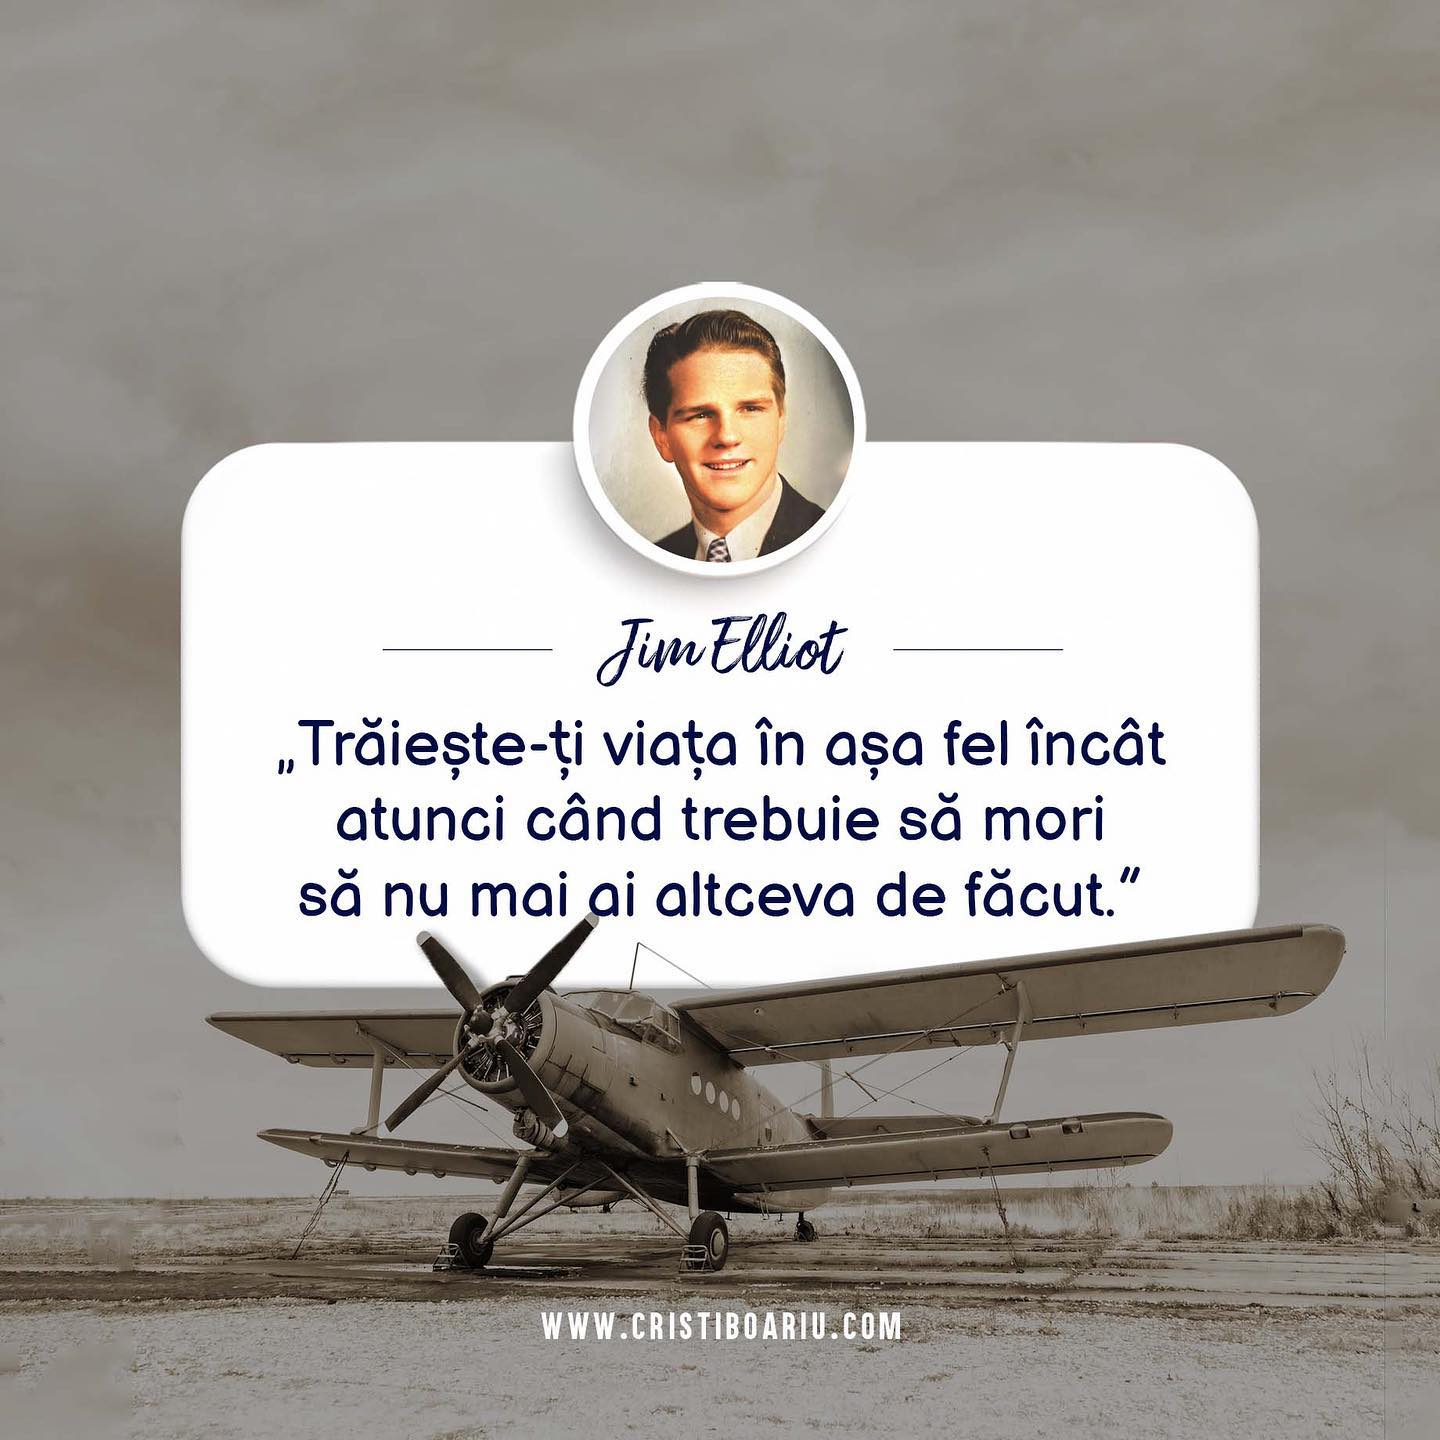 Jim Elliot
„Trăiește-ți viața în așa fel încât
atunci când trebuie să mori
să nu mai ai altceva de făcut.”
WWW.CRISTIBOARIU.COM